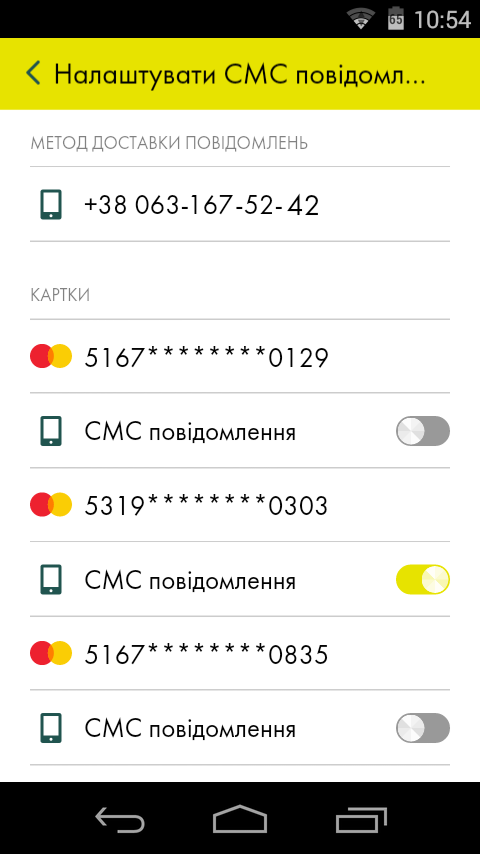 65 10:54
Налаштувати СМС повідомл...
МЕТОД ДОСТАВКИ ПОВІДОМЛЕНЬ
+38 063-167-52-42
КАРТКИ
5167********0129
СМС повідомлення
5319********0303
СМС повідомлення
5167********0835
СМС повідомлення